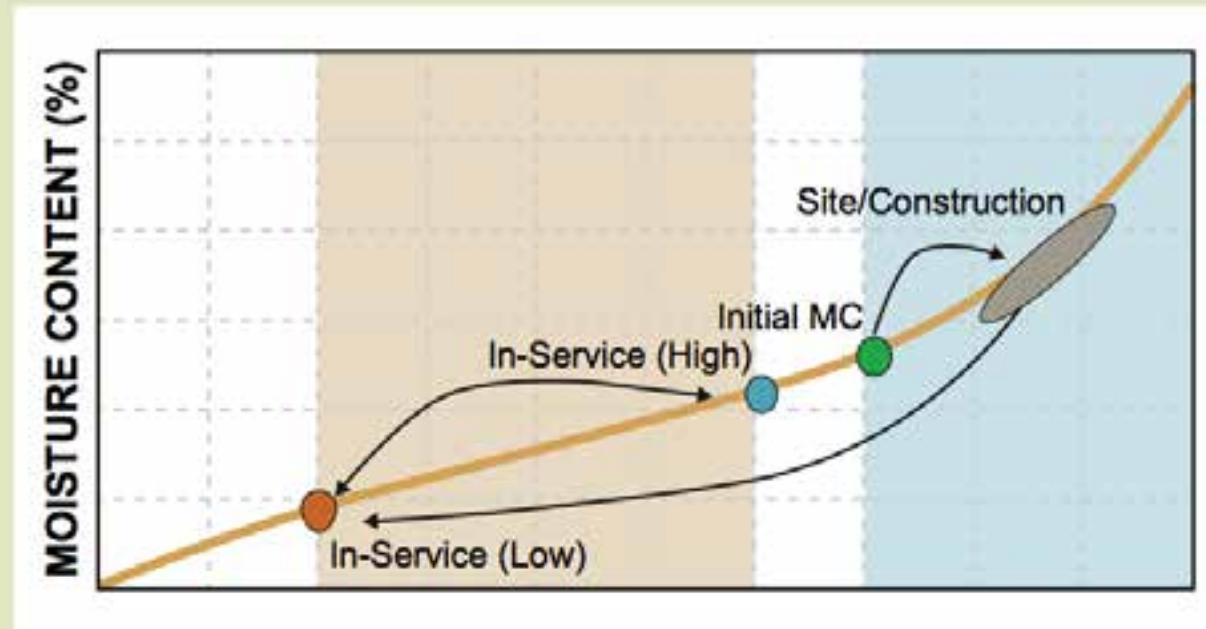 MOISTURE CONTENT (%)
Site/Construction
Initial MC
In-Service (High)
In-Service (Low)